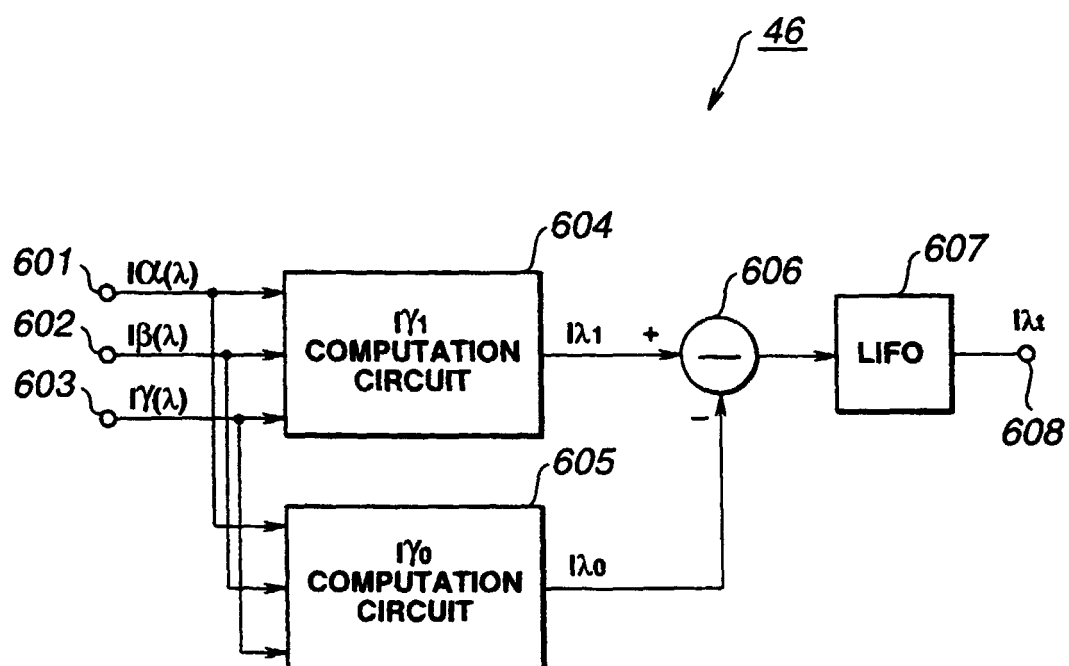 46
604
607
606
601
Iα(λ)
Iλt
602
Iβ(λ)
Iγ1
COMPUTATION
CIRCUIT
Iλ1
+
—
LIFO
603
Iγ(λ)
-
608
605
Iγ0
COMPUTATION
CIRCUIT
Iλ0